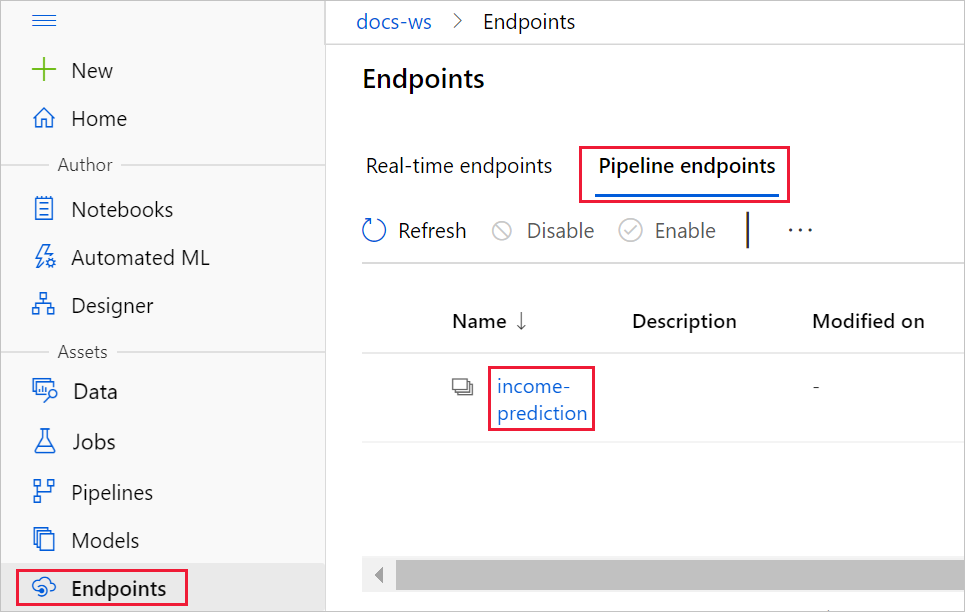 docs-ws > Endpoints
New
Home
Author
Notebooks
Automated ML
Designer
Assets
Data
Jobs
Pipelines
Models
Endpoints
Endpoints
Real-time endpoints Pipeline endpoints
Refresh Disable Enable | ...
Name ↓ Description Modified on
income-
prediction
-